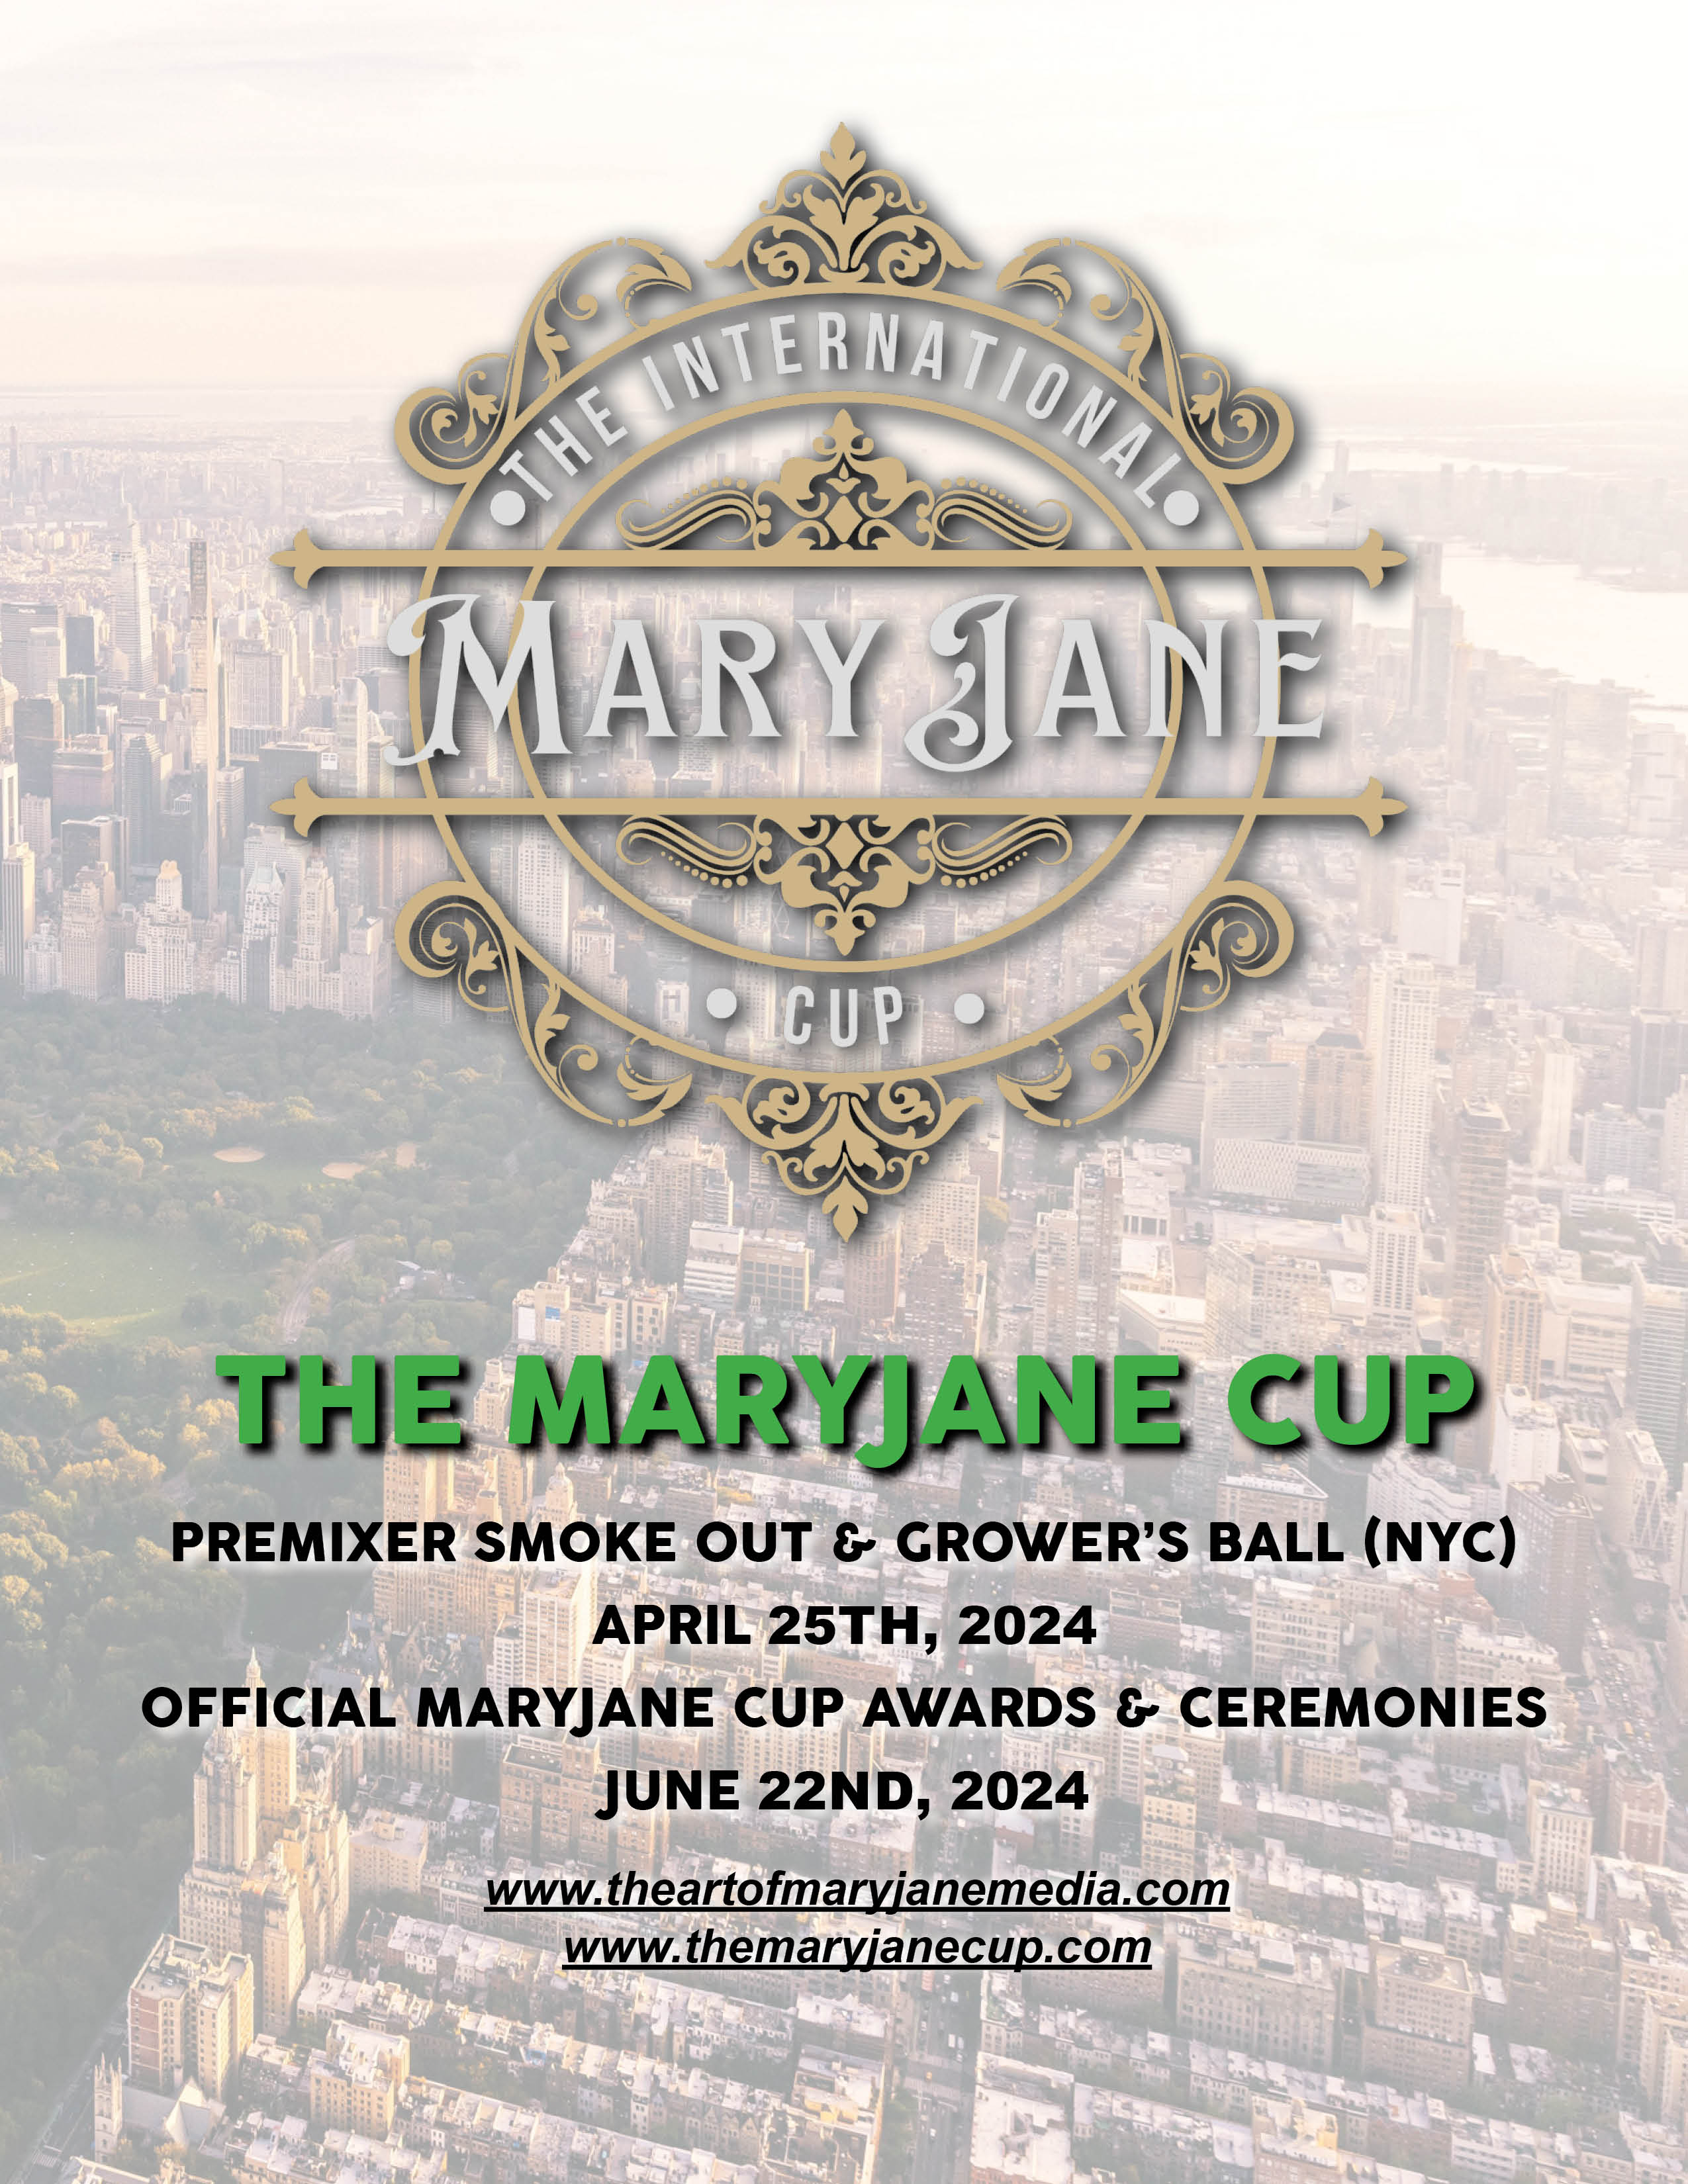 • THE INTERNATIONAL •
MARY JANE
• CUP •
THE MARYJANE CUP
PREMIXER SMOKE OUT & GROWER'S BALL (NYC)
APRIL 25TH, 2024
OFFICIAL MARYJANE CUP AWARDS & CEREMONIES
JUNE 22ND, 2024
www.theartofmaryjanemedia.com
www.themaryjanecup.com